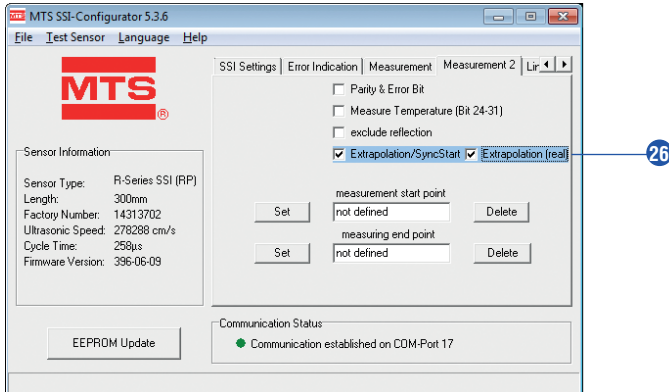 MTS SSI-Configurator 5.3.6
File Test Sensor Language Help
MTS
®
SSI Settings Error Indication Measurement Measurement 2 Lir
Parity & Error Bit
Measure Temperature (Bit 24-31)
exclude reflection
Extrapolation/SyncStart Extrapolation (real)
26
Sensor Information
Sensor Type: R-Series SSI (RP)
Length: 300mm
Factory Number: 14313702
Ultrasonic Speed: 278288 cm/s
Cycle Time: 258µs
Firmware Version: 396-06-09
measurement start point
Set not defined Delete
measuring end point
Set not defined Delete
EEPROM Update
Communication Status
Communication established on COM-Port 17